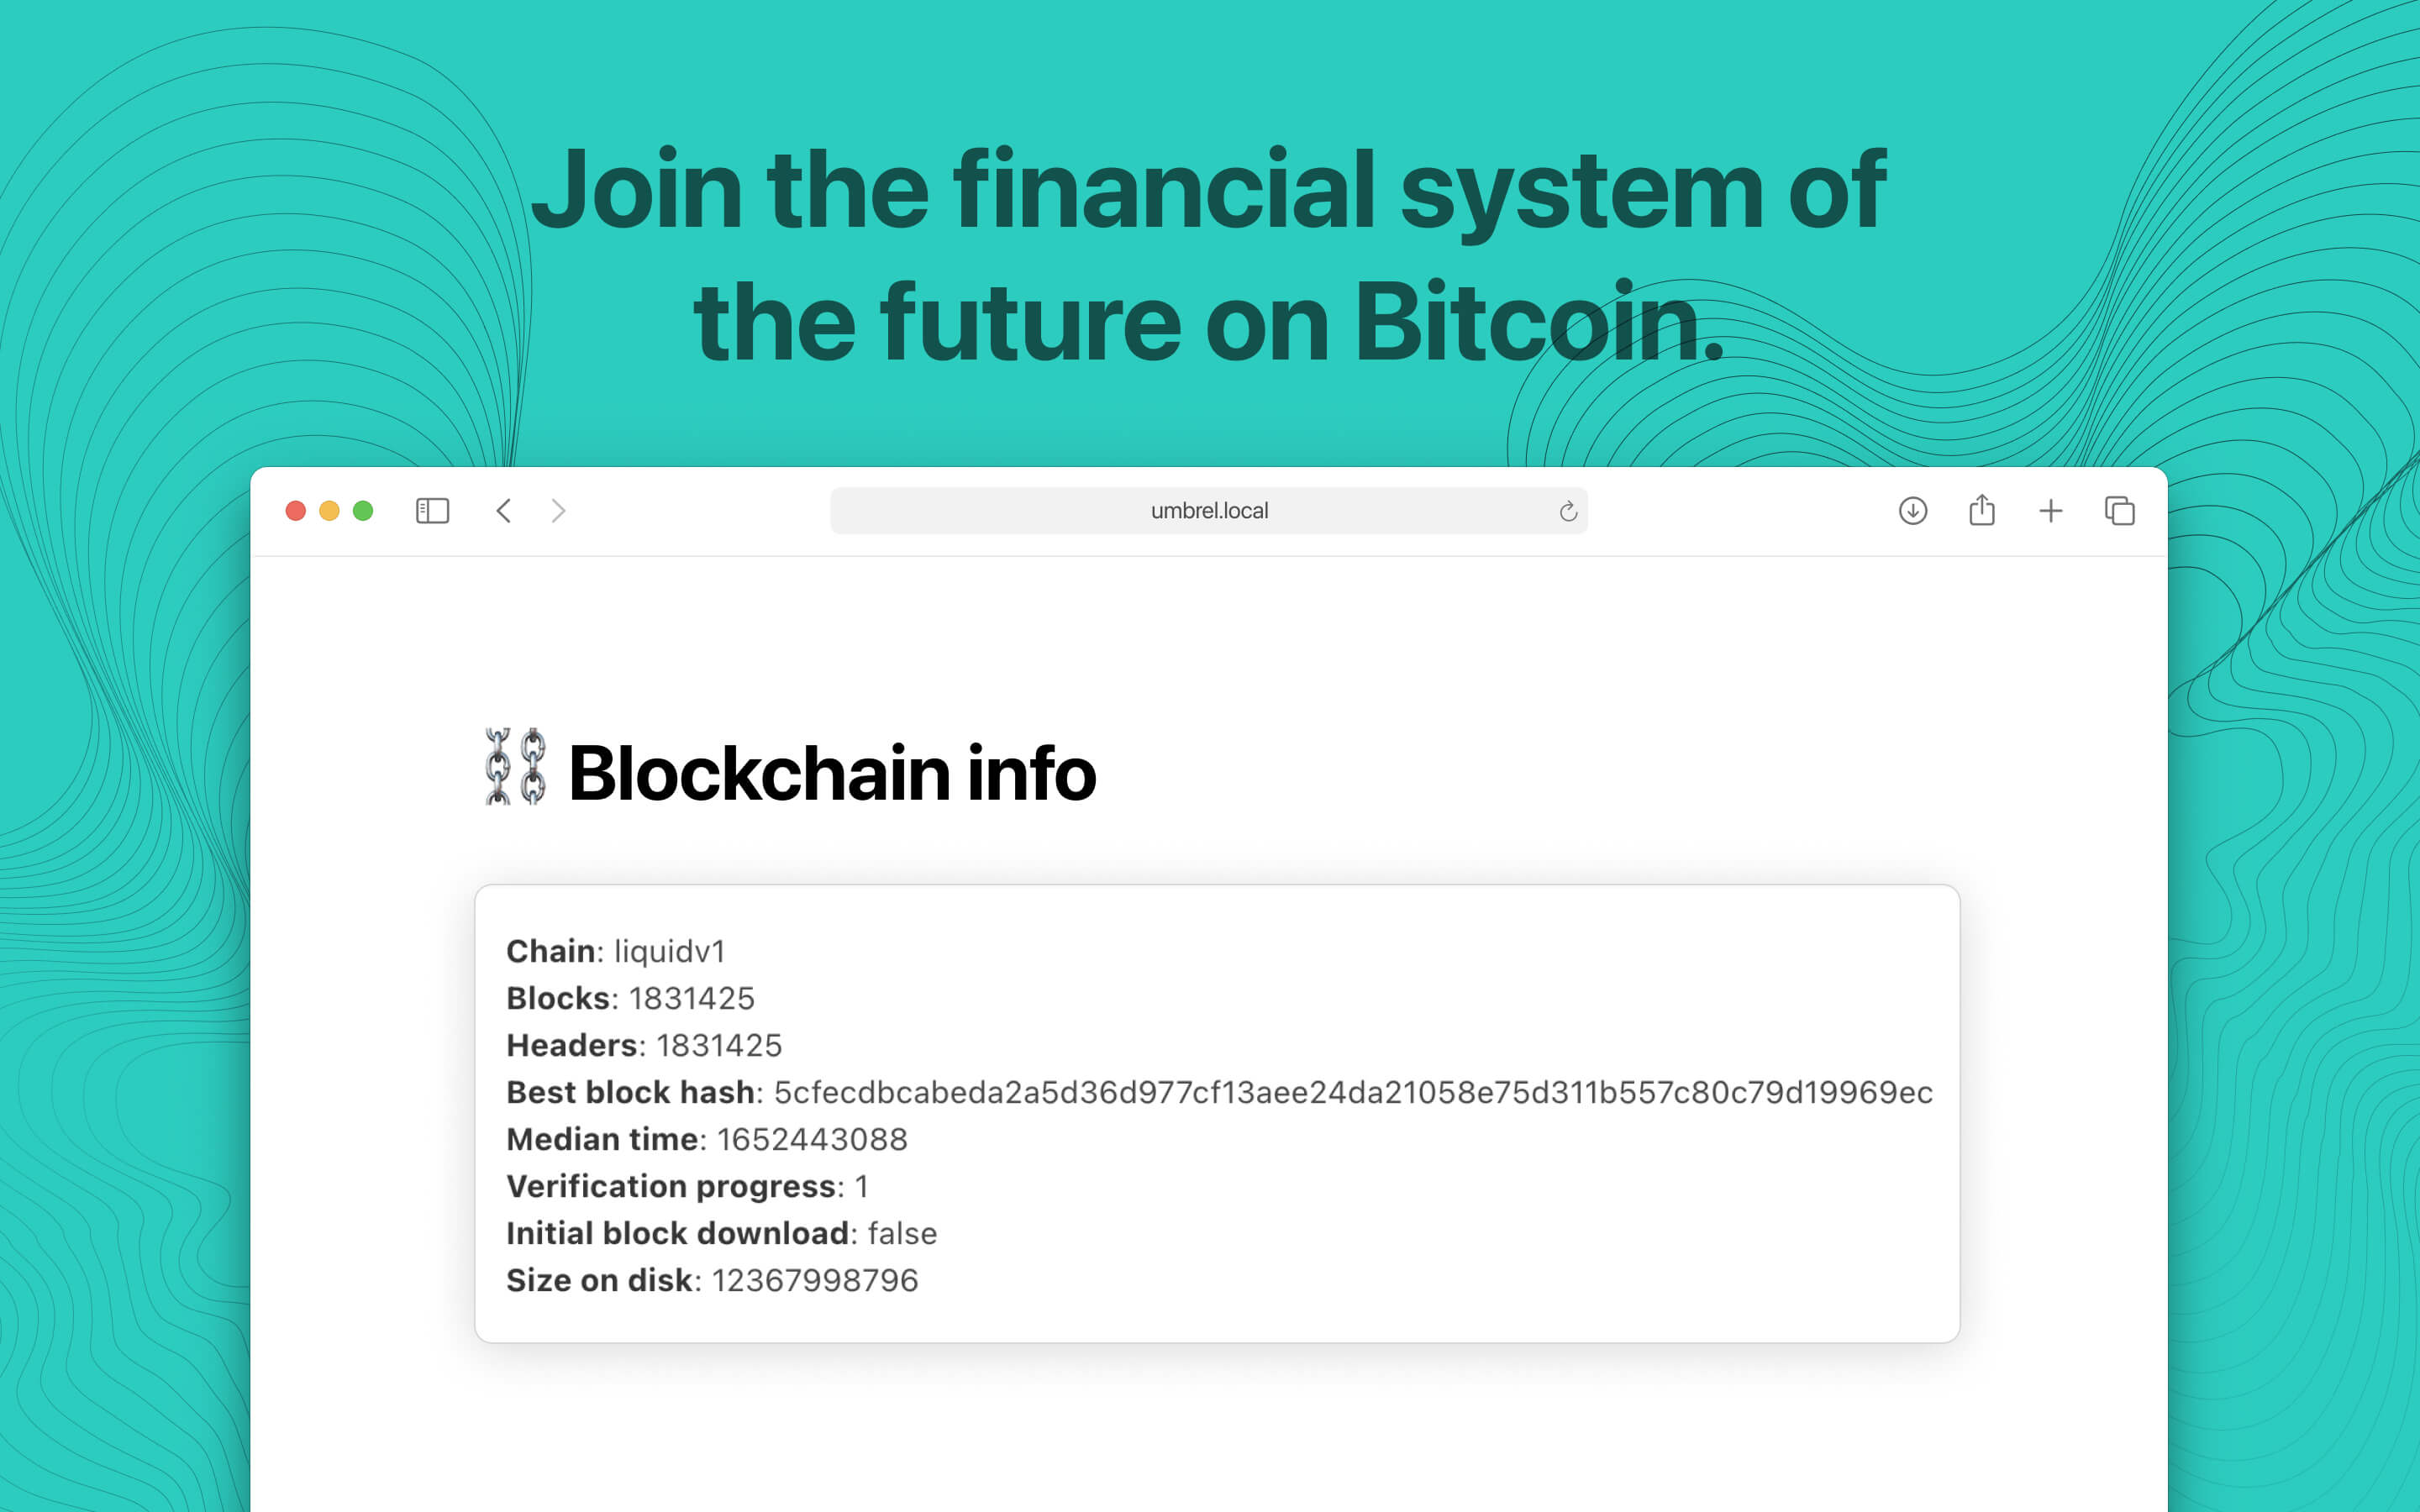 Join the financial system of
the future on Bitcoin.
umbrel.local
Blockchain info
Chain: liquidv1
Blocks: 1831425
Headers: 1831425
Best block hash: 5cfecdbcabeda2a5d36d977cf13aee24da21058e75d311b557c80c79d19969ec
Median time: 1652443088
Verification progress: 1
Initial block download: false
Size on disk: 12367998796